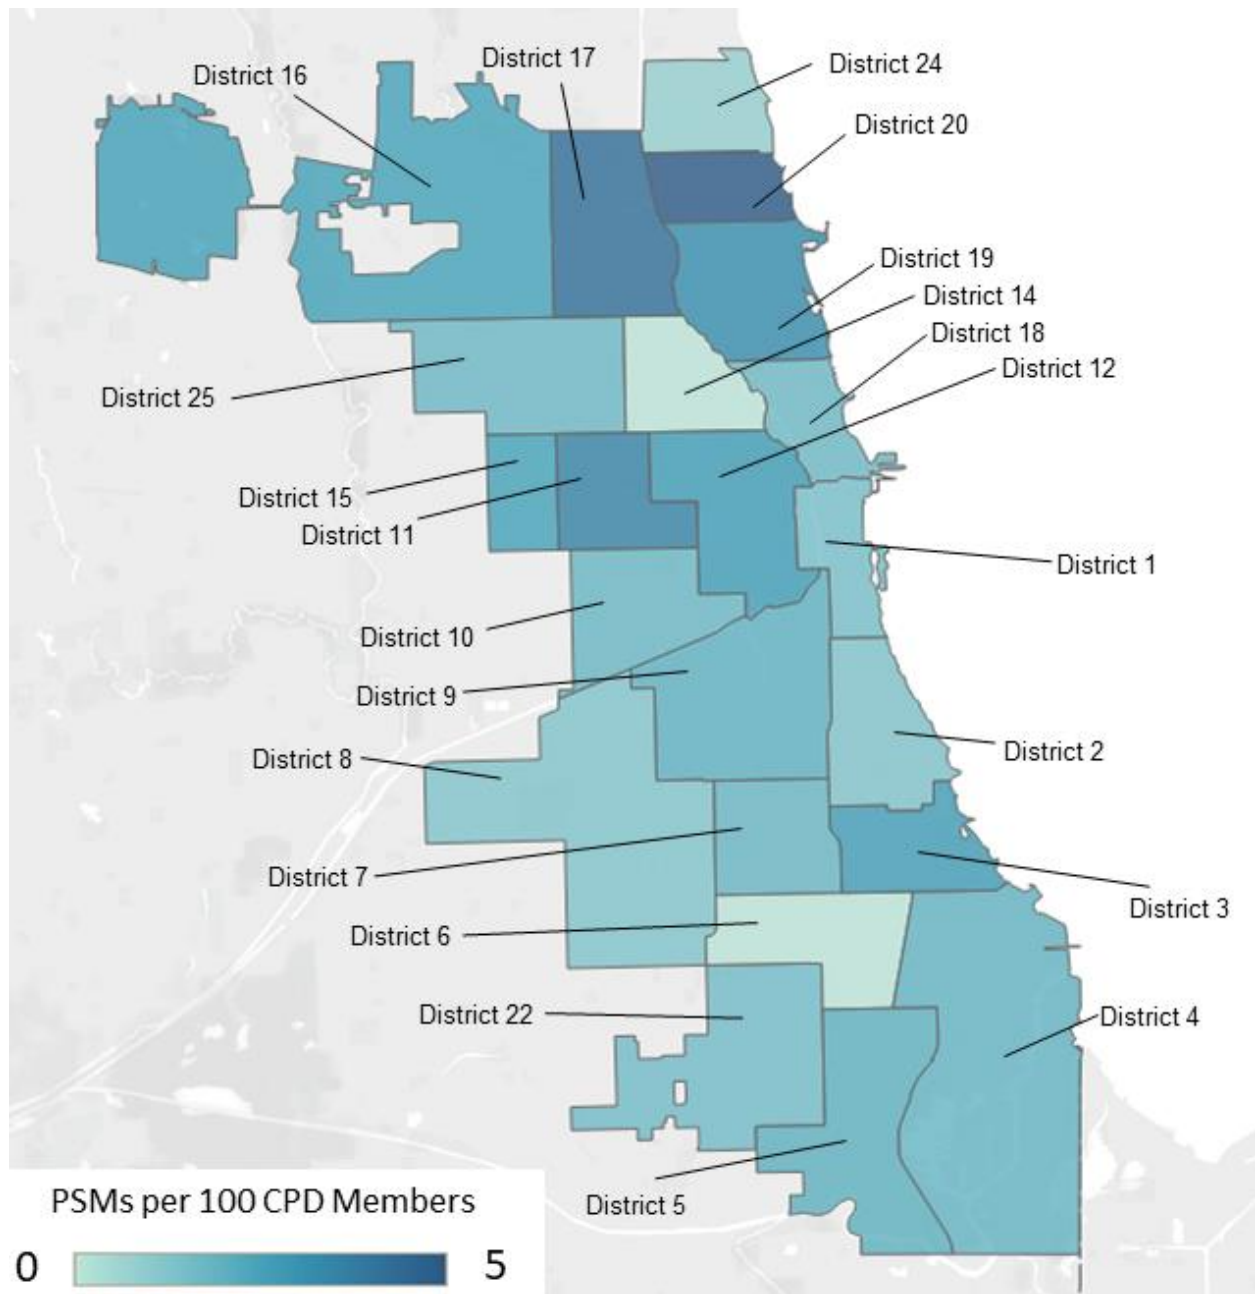 District 17
District 24
District 16
District 20
District 19
District 14
District 18
District 12
District 25
District 15
District 11
District 1
District 10
District 9
District 2
District 8
District 7
District 3
District 6
District 22
District 4
District 5
PSMs per 100 CPD Members
0 5